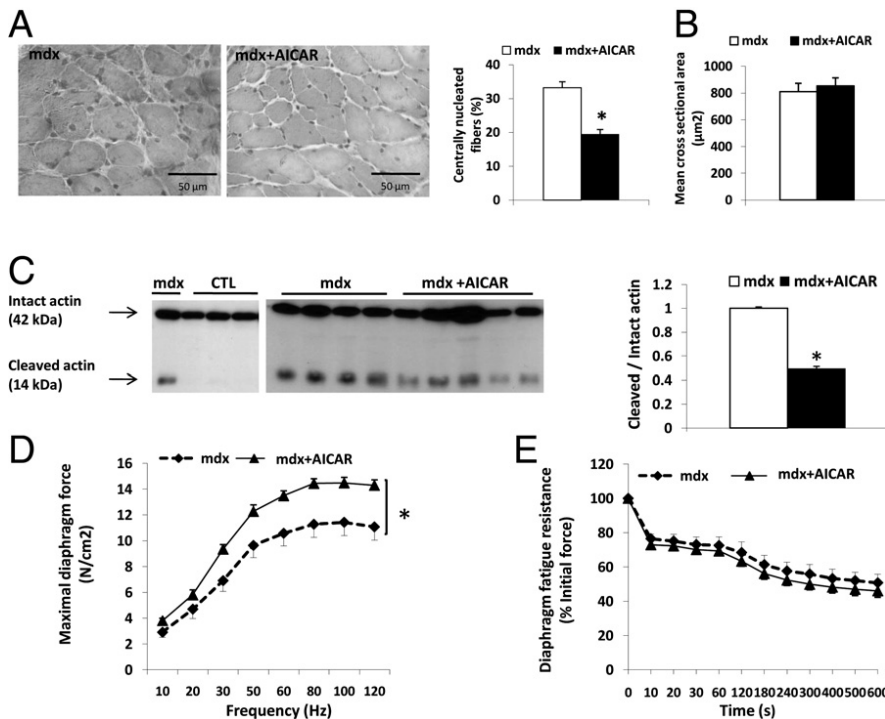 A
mdx
mdx+AICAR
50 µm
50 µm
mdx
mdx+AICAR
Centrally nucleated
fibers (%)
40
30
20
10
0
*
B
mdx
mdx+AICAR
Mean cross sectional area
(µm2)
1000
800
600
400
200
0
C
mdx
CTL
mdx
mdx +AICAR
Intact actin
(42 kDa)
Cleaved actin
(14 kDa)
mdx
mdx+AICAR
Cleaved / Intact actin
1.2
1
0.8
0.6
0.4
0.2
0
*
D
mdx
mdx+AICAR
Maximal diaphragm force
(N/cm2)
16
14
12
10
8
6
4
2
0
*
10 20 30 50 60 80 100 120
Frequency (Hz)
E
mdx
mdx+AICAR
Diaphragm fatigue resistance
(% Initial force)
120
100
80
60
40
20
0
0 10 20 30 60 120 180 240 300 400 500 600
Time (s)